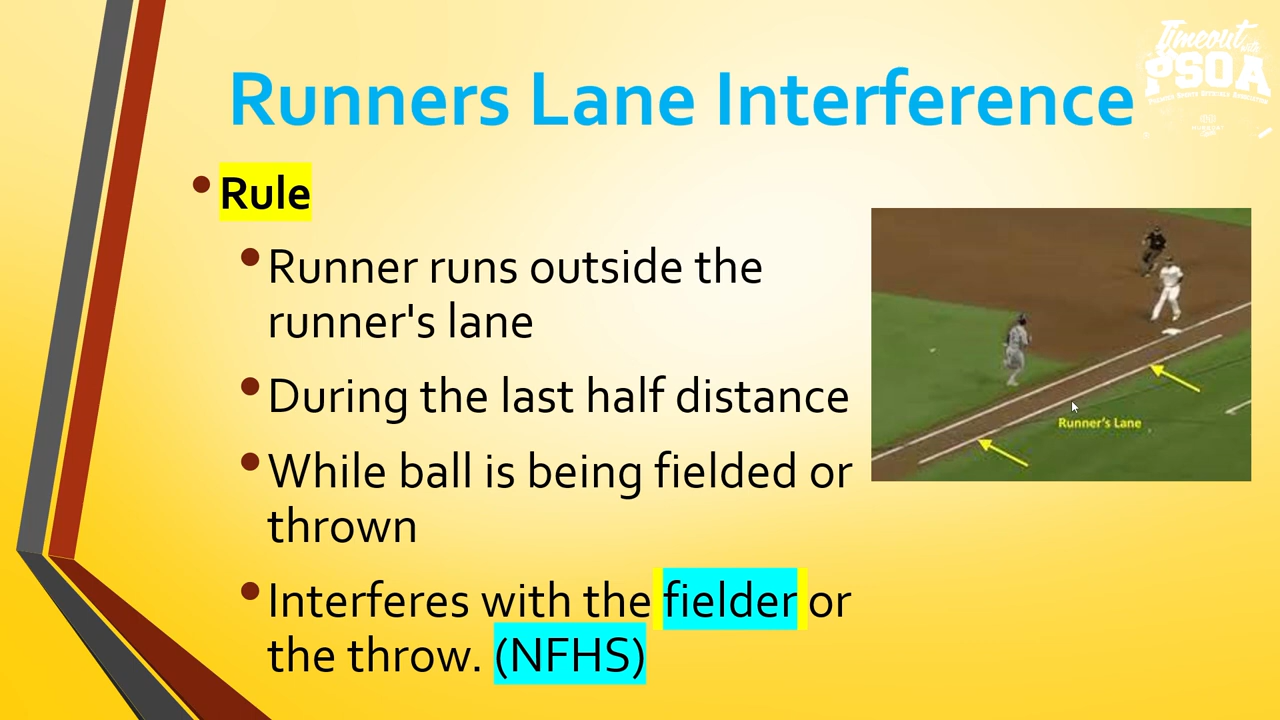 Timeout with
PSOA
Runners Lane Interference
• Rule
• Runner runs outside the
runner's lane
• During the last half distance
• While ball is being fielded or
thrown
• Interferes with the fielder or
the throw. (NFHS)
Runner's Lane